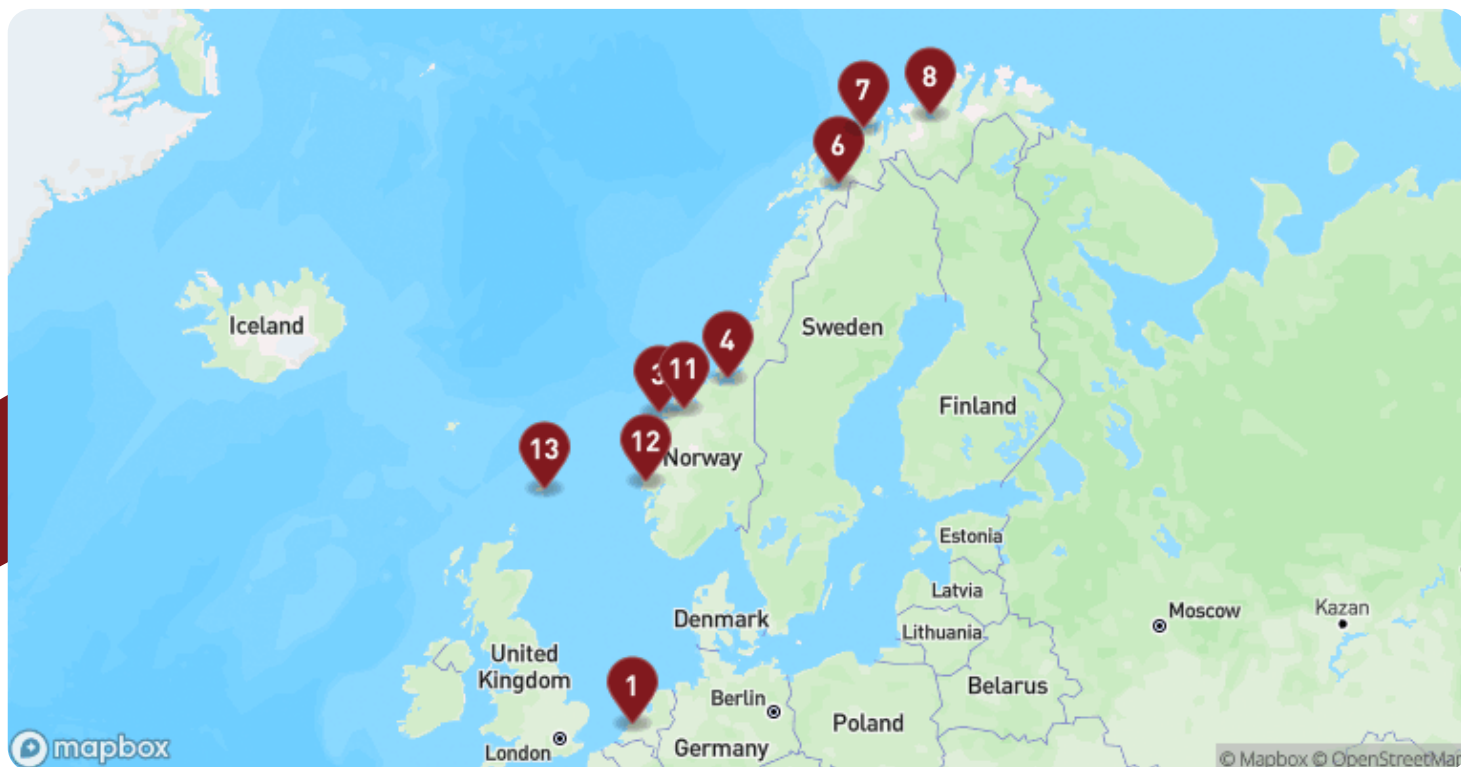 8
7
6
Iceland
Sweden
4
3
11
Finland
13
12
Norway
Estonia
Latvia
Denmark
Lithuania
Moscow
Kazan
United
Kingdom
1
Berlin
Belarus
Poland
London
Germany
mapbox
© Mapbox © OpenStreetMap